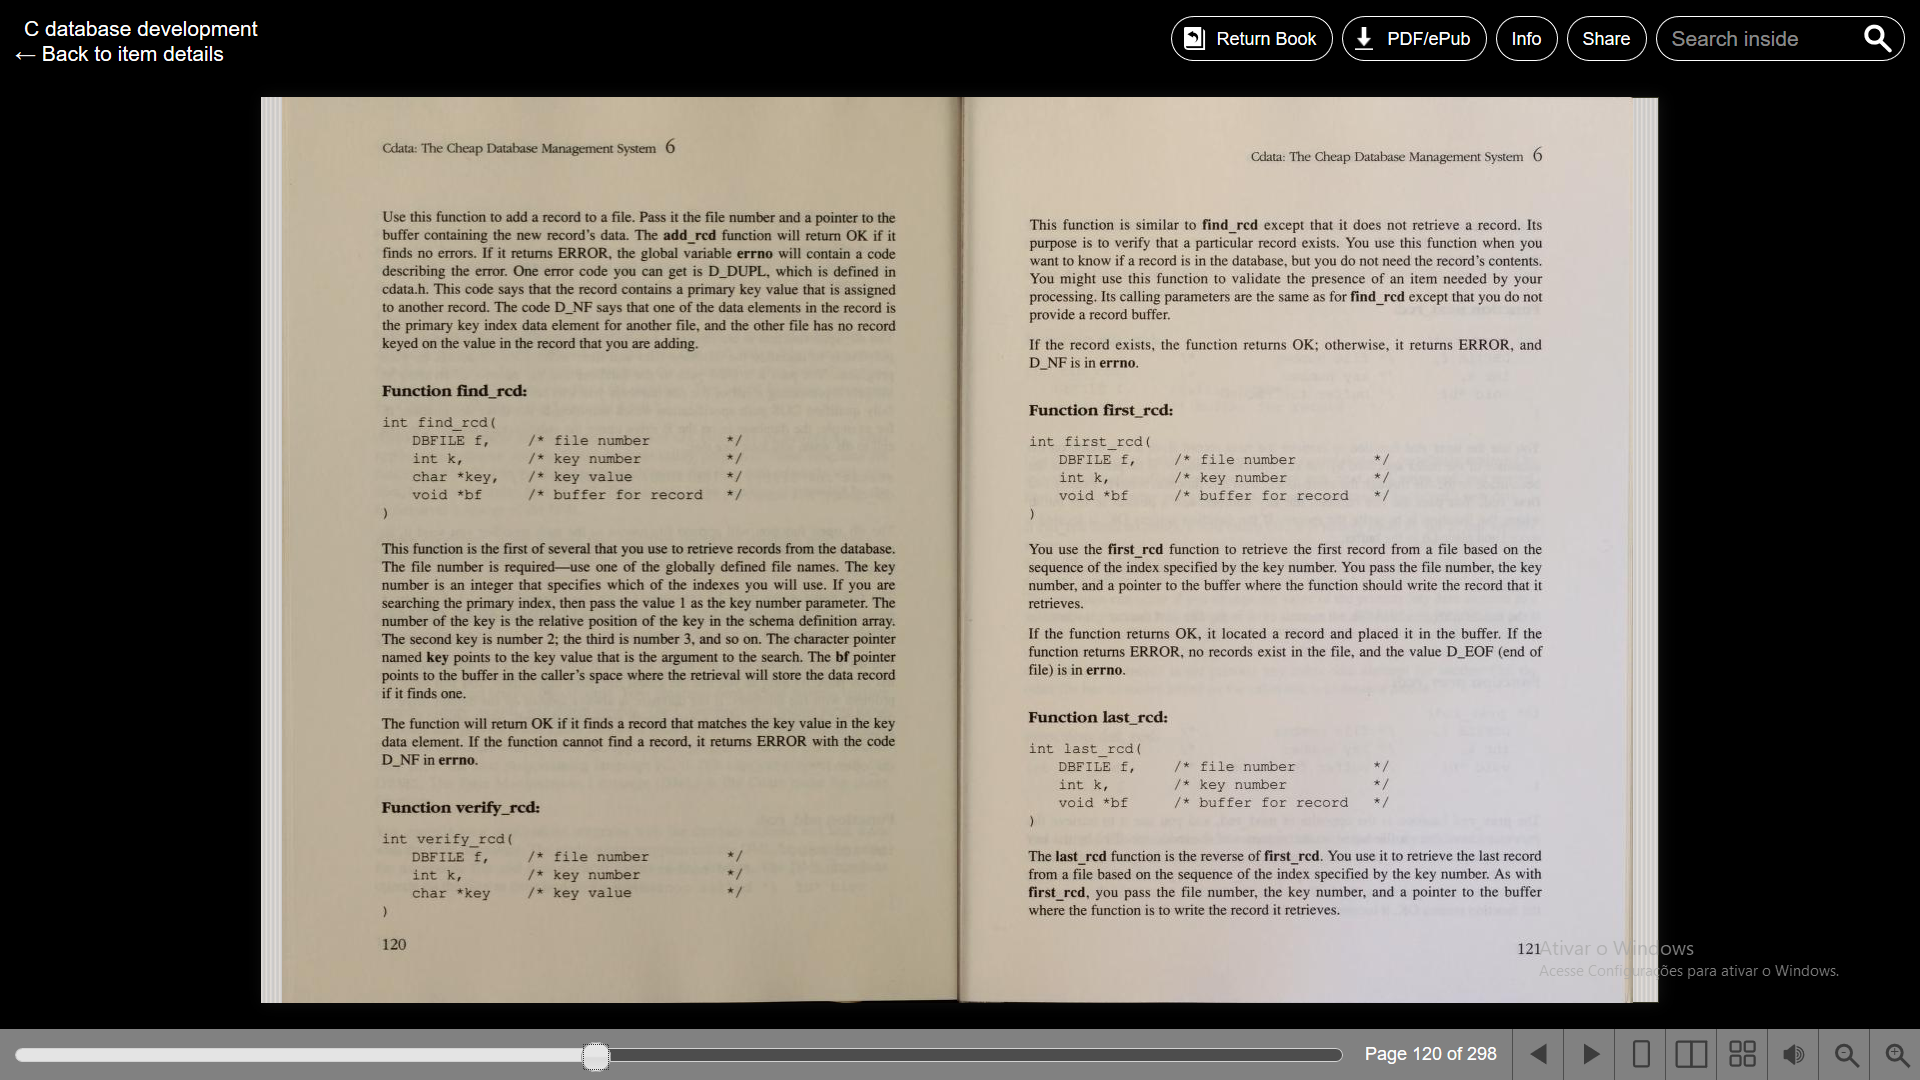 C database development
← Back to item details
Return Book
PDF/ePub
Info
Share
Search inside
Cdata: The Cheap Database Management System 6
Use this function to add a record to a file. Pass it the file number and a pointer to the
buffer containing the new record's data. The add_rcd function will return OK if it
finds no errors. If it returns ERROR, the global variable errno will contain a code
describing the error. One error code you can get is D_DUPL, which is defined in
cdata.h. This code says that the record contains a primary key value that is assigned
to another record. The code D_NF says that one of the data elements in the record is
the primary key index data element for another file, and the other file has no record
keyed on the value in the record that you are adding.
Function find_rcd:
int find_rcd(
DBFILE f, /* file number */
int k, /* key number */
char *key, /* key value */
void *bf /* buffer for record */
)
This function is the first of several that you use to retrieve records from the database.
The file number is required—use one of the globally defined file names. The key
number is an integer that specifies which of the indexes you will use. If you are
searching the primary index, then pass the value 1 as the key number parameter. The
number of the key is the relative position of the key in the schema definition array.
The second key is number 2; the third is number 3, and so on. The character pointer
named key points to the key value that is the argument to the search. The bf pointer
points to the buffer in the caller's space where the retrieval will store the data record
if it finds one.
The function will return OK if it finds a record that matches the key value in the key
data element. If the function cannot find a record, it returns ERROR with the code
D_NF in errno.
Function verify_rcd:
int verify_rcd(
DBFILE f, /* file number */
int k, /* key number */
char *key /* key value */
)
120
Cdata: The Cheap Database Management System 6
This function is similar to find_rcd except that it does not retrieve a record. Its
purpose is to verify that a particular record exists. You use this function when you
want to know if a record is in the database, but you do not need the record's contents.
You might use this function to validate the presence of an item needed by your
processing. Its calling parameters are the same as for find_rcd except that you do not
provide a record buffer.
If the record exists, the function returns OK; otherwise, it returns ERROR, and
D_NF is in errno.
Function first_rcd:
int first_rcd(
DBFILE f, /* file number */
int k, /* key number */
void *bf /* buffer for record */
)
You use the first_rcd function to retrieve the first record from a file based on the
sequence of the index specified by the key number. You pass the file number, the key
number, and a pointer to the buffer where the function should write the record that it
retrieves.
If the function returns OK, it located a record and placed it in the buffer. If the
function returns ERROR, no records exist in the file, and the value D_EOF (end of
file) is in errno.
Function last_rcd:
int last_rcd(
DBFILE f, /* file number */
int k, /* key number */
void *bf /* buffer for record */
)
The last_rcd function is the reverse of first_rcd. You use it to retrieve the last record
from a file based on the sequence of the index specified by the key number. As with
first_rcd, you pass the file number, the key number, and a pointer to the buffer
where the function is to write the record it retrieves.
121
Ativar o Windows
Acesse Configurações para ativar o Windows.
Page 120 of 298